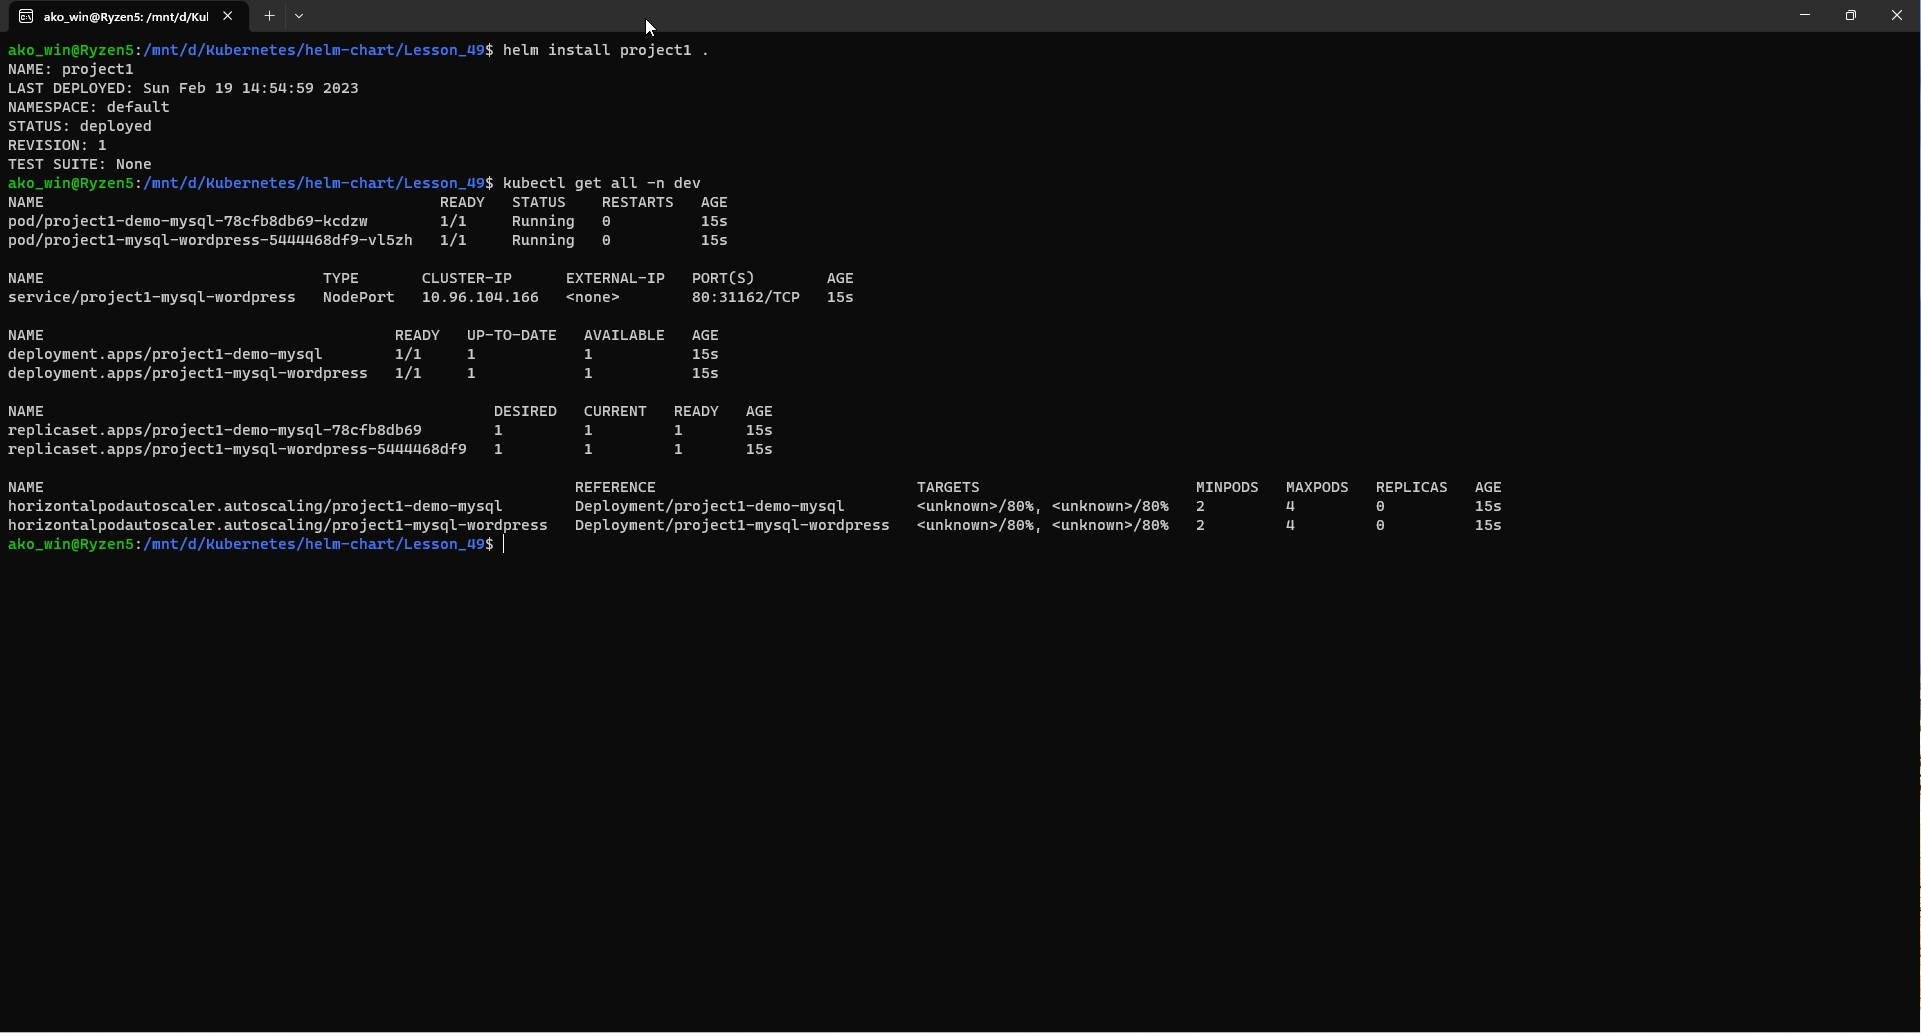 ako_win@Ryzen5: /mnt/d/Kul
ako_win@Ryzen5:/mnt/d/Kubernetes/helm-chart/Lesson_49$ helm install project1 .
NAME: project1
LAST DEPLOYED: Sun Feb 19 14:54:59 2023
NAMESPACE: default
STATUS: deployed
REVISION: 1
TEST SUITE: None
ako_win@Ryzen5:/mnt/d/Kubernetes/helm-chart/Lesson_49$ kubectl get all -n dev
NAME                                            READY   STATUS    RESTARTS   AGE
pod/project1-demo-mysql-78cfb8db69-kcdzw        1/1     Running   0          15s
pod/project1-mysql-wordpress-5444468df9-vl5zh   1/1     Running   0          15s
NAME                               TYPE       CLUSTER-IP      EXTERNAL-IP   PORT(S)        AGE
service/project1-mysql-wordpress   NodePort   10.96.104.166   <none>        80:31162/TCP   15s
NAME                                       READY   UP-TO-DATE   AVAILABLE   AGE
deployment.apps/project1-demo-mysql        1/1     1            1           15s
deployment.apps/project1-mysql-wordpress   1/1     1            1           15s
NAME                                                  DESIRED   CURRENT   READY   AGE
replicaset.apps/project1-demo-mysql-78cfb8db69        1         1         1       15s
replicaset.apps/project1-mysql-wordpress-5444468df9   1         1         1       15s
NAME                                                           REFERENCE                             TARGETS                        MINPODS   MAXPODS   REPLICAS   AGE
horizontalpodautoscaler.autoscaling/project1-demo-mysql        Deployment/project1-demo-mysql        <unknown>/80%, <unknown>/80%   2         4         0          15s
horizontalpodautoscaler.autoscaling/project1-mysql-wordpress   Deployment/project1-mysql-wordpress   <unknown>/80%, <unknown>/80%   2         4         0          15s
ako_win@Ryzen5:/mnt/d/Kubernetes/helm-chart/Lesson_49$